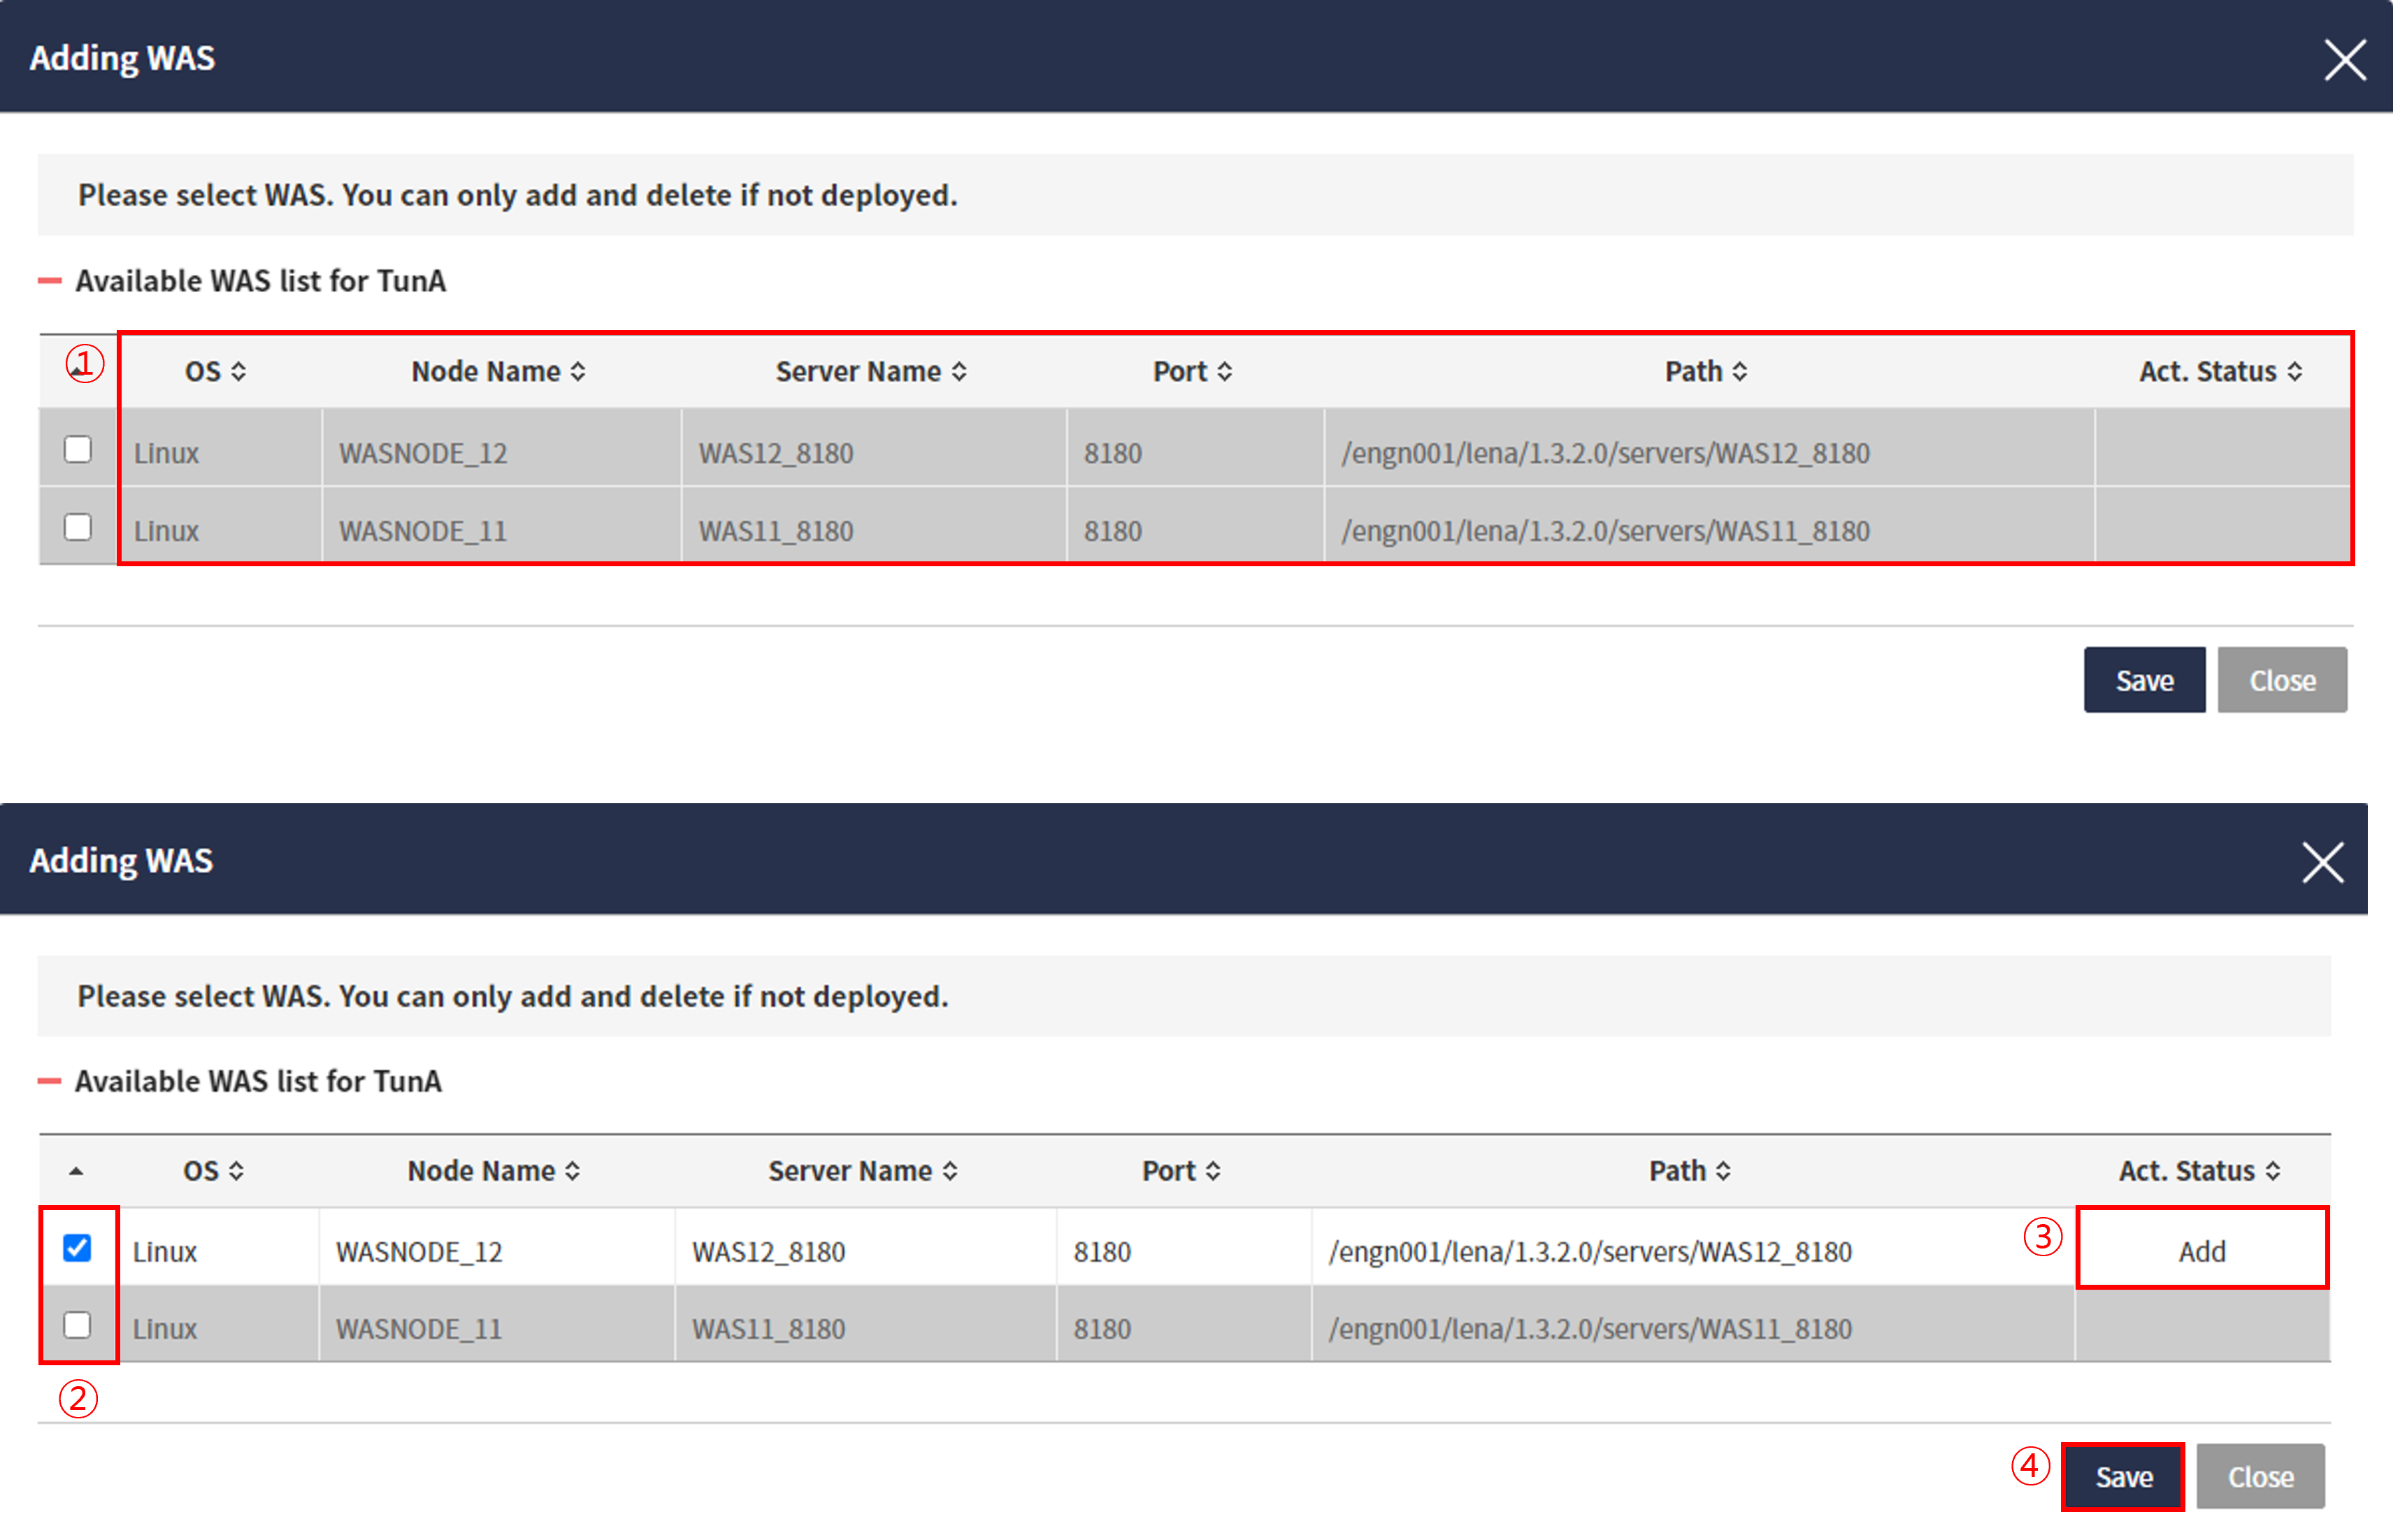 Adding WAS
Please select WAS. You can only add and delete if not deployed.
Available WAS list for TunA
① OS Node Name Server Name Port Path Act. Status
Linux WASNODE_12 WAS12_8180 8180 /engn001/lena/1.3.2.0/servers/WAS12_8180
Linux WASNODE_11 WAS11_8180 8180 /engn001/lena/1.3.2.0/servers/WAS11_8180
Save Close
Adding WAS
Please select WAS. You can only add and delete if not deployed.
Available WAS list for TunA
OS Node Name Server Name Port Path Act. Status
Linux WASNODE_12 WAS12_8180 8180 /engn001/lena/1.3.2.0/servers/WAS12_8180 ③ Add
Linux WASNODE_11 WAS11_8180 8180 /engn001/lena/1.3.2.0/servers/WAS11_8180
②
④ Save Close